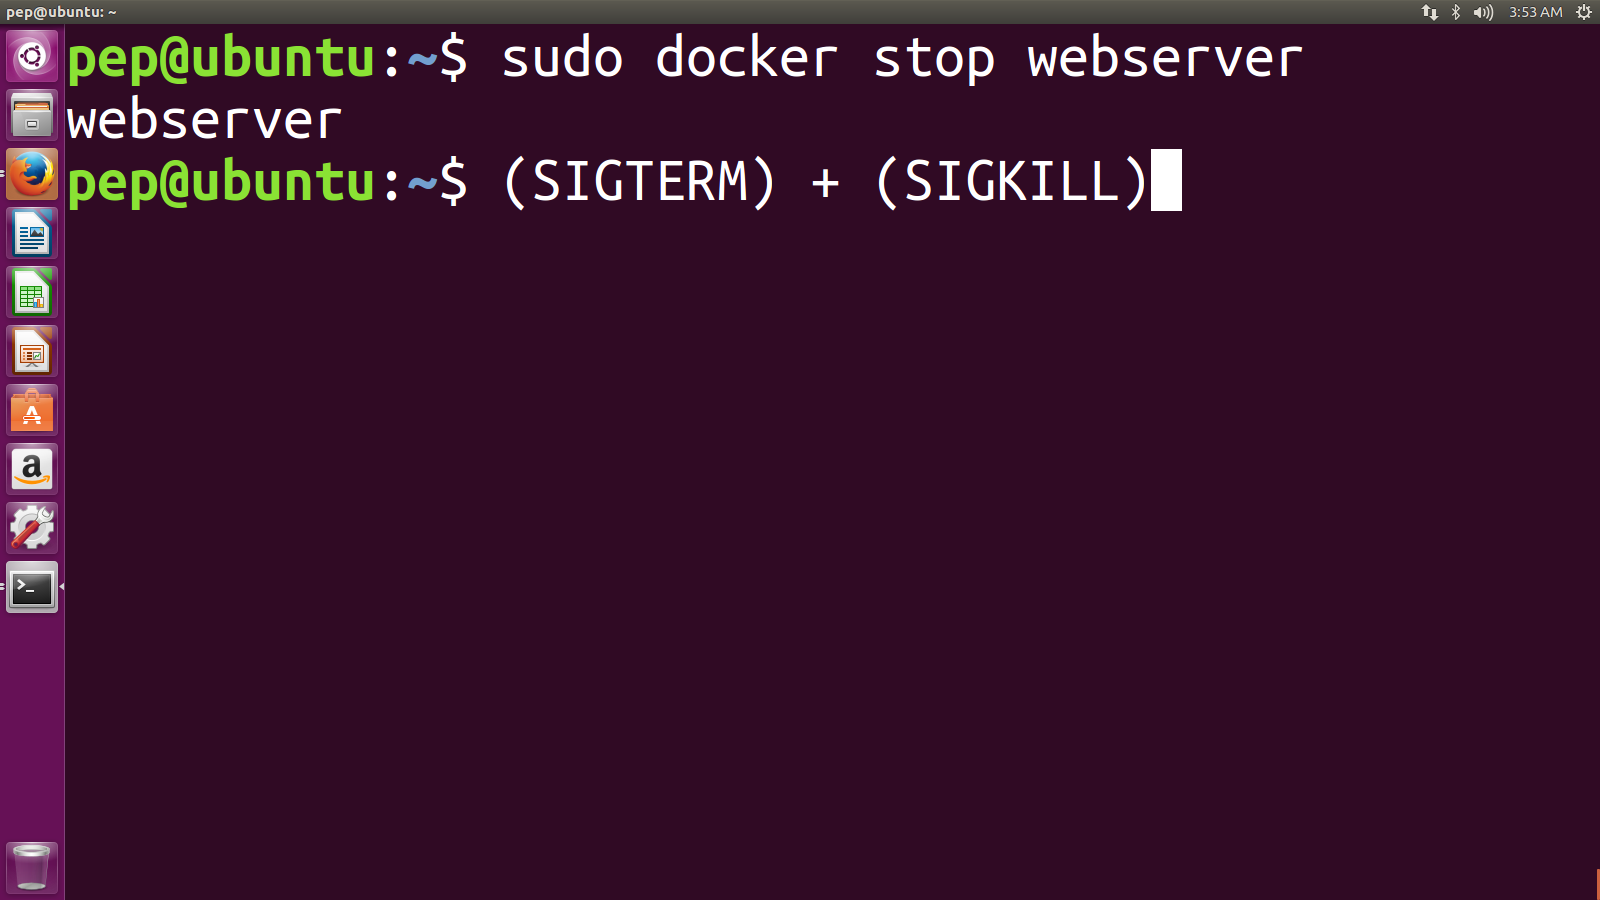 pep@ubuntu: ~
3:53 AM
pep@ubuntu:~$ sudo docker stop webserver
webserver
pep@ubuntu:~$ (SIGTERM) + (SIGKILL)